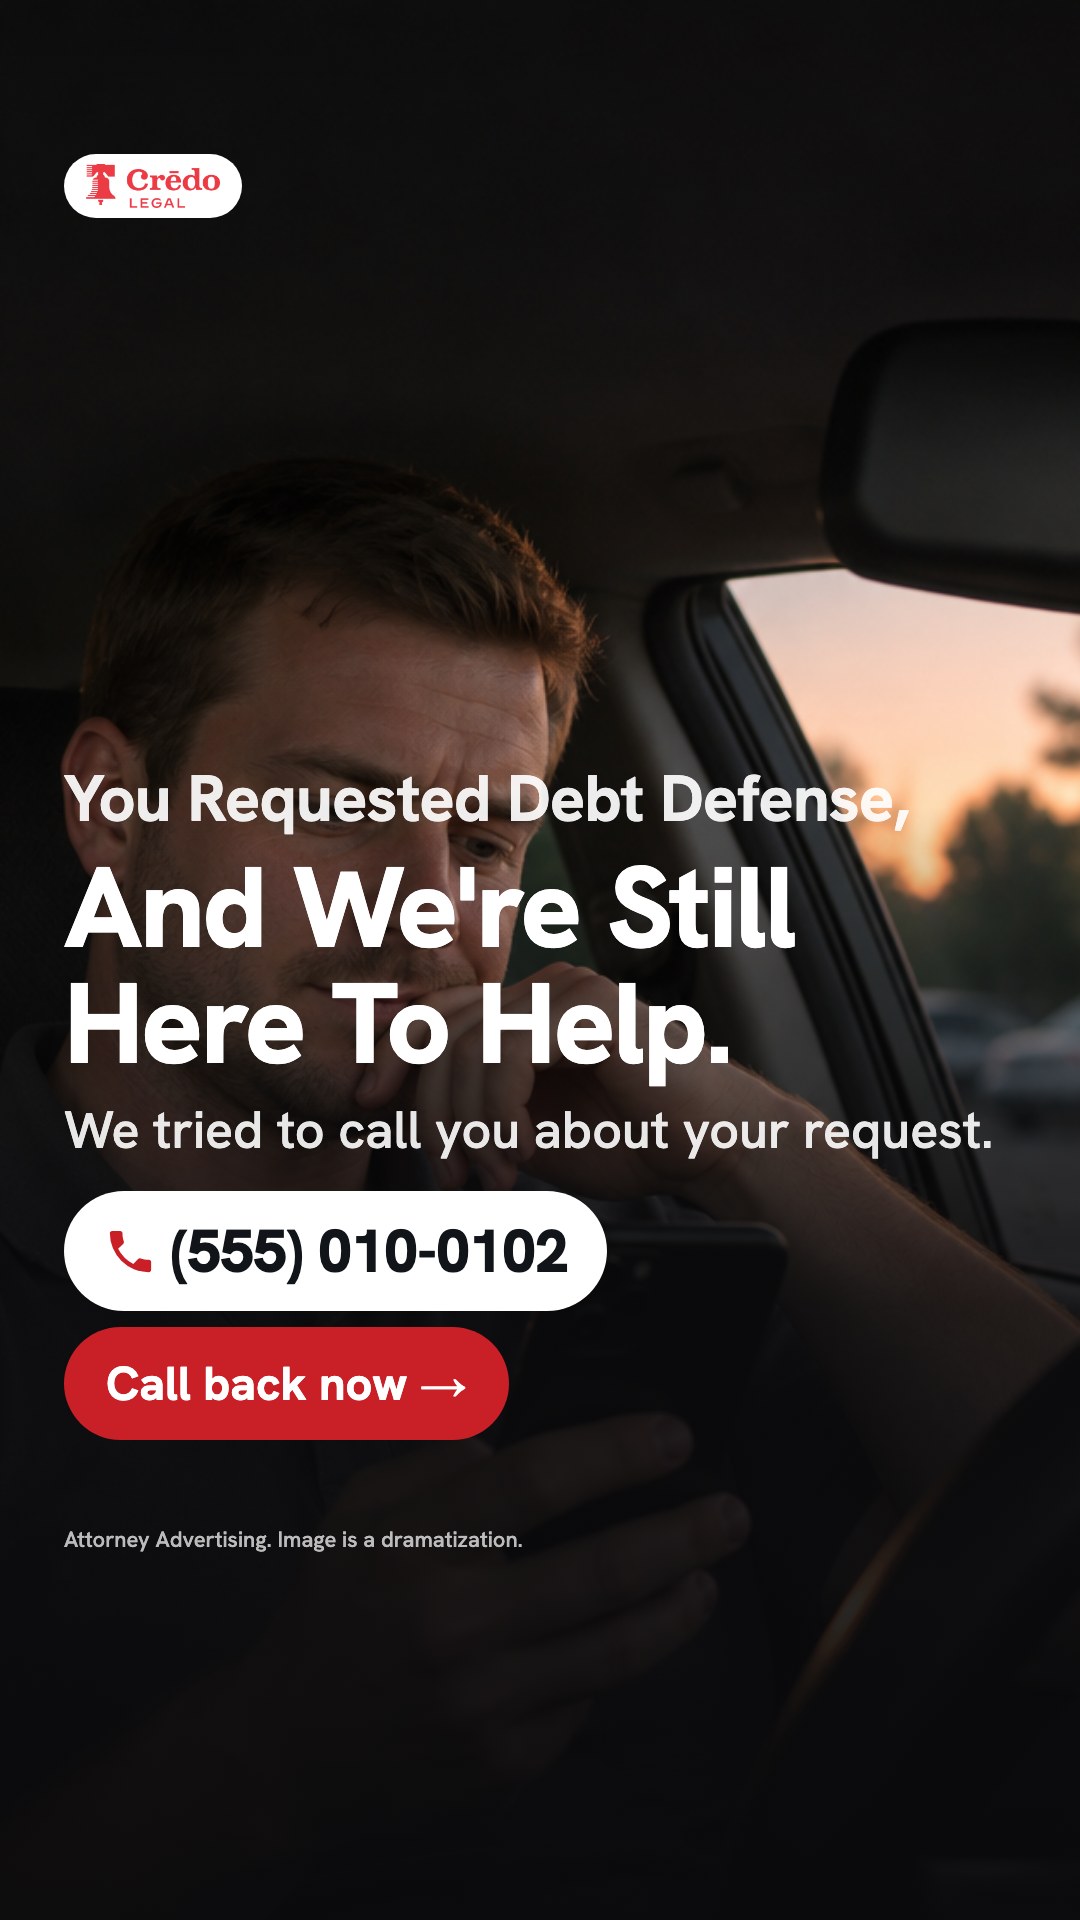 Crēdo
LEGAL
You Requested Debt Defense,
And We're Still
Here To Help.
We tried to call you about your request.
(555) 010-0102
Call back now →
Attorney Advertising. Image is a dramatization.